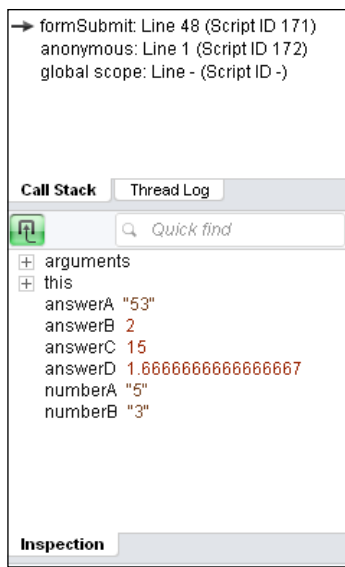 formSubmit: Line 48 (Script ID 171)
anonymous: Line 1 (Script ID 172)
global scope: Line - (Script ID -)
Call Stack Thread Log
Quick find
arguments
this
answerA "53"
answerB 2
answerC 15
answerD 1.6666666666666667
numberA "5"
numberB "3"
Inspection